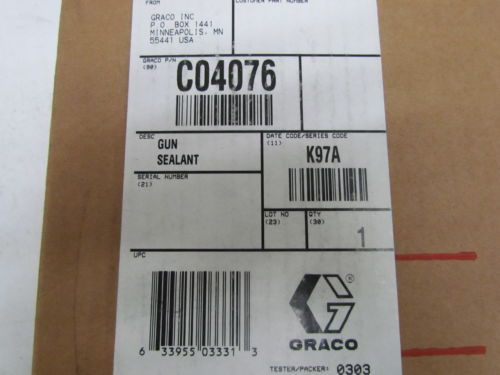 FROM
GRACO INC
P O BOX 1441
MINNEAPOLIS, MN
55441 USA
CUSTOMER PART NUMBER
GRACO P/N
(90)
C04076
DESC
GUN
SEALANT
DATE CODE/SERIES CODE
(11)
K97A
SERIAL NUMBER
(21)
LOT NO
(23)
QTY
(30)
1
UPC
6 33955 03331 3
G
®
GRACO
TESTER/PACKER: 0303